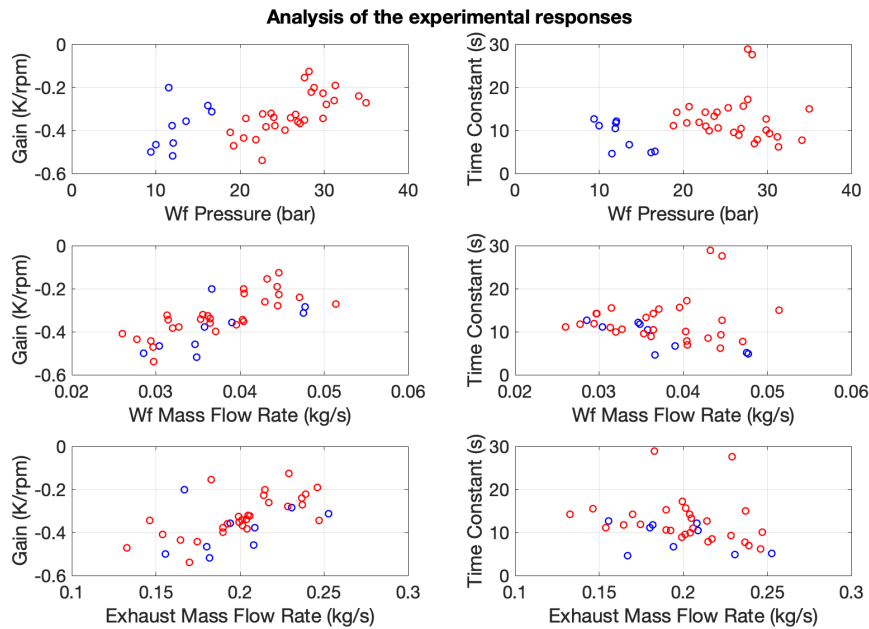 Analysis of the experimental responses
0
-0.2
-0.4
-0.6
Gain (K/rpm)
0 10 20 30 40
Wf Pressure (bar)
30
20
10
0
Time Constant (s)
0 10 20 30 40
Wf Pressure (bar)
0
-0.2
-0.4
-0.6
Gain (K/rpm)
0.02 0.03 0.04 0.05 0.06
Wf Mass Flow Rate (kg/s)
30
20
10
0
Time Constant (s)
0.02 0.03 0.04 0.05 0.06
Wf Mass Flow Rate (kg/s)
0
-0.2
-0.4
-0.6
Gain (K/rpm)
0.1 0.15 0.2 0.25 0.3
Exhaust Mass Flow Rate (kg/s)
30
20
10
0
Time Constant (s)
0.1 0.15 0.2 0.25 0.3
Exhaust Mass Flow Rate (kg/s)